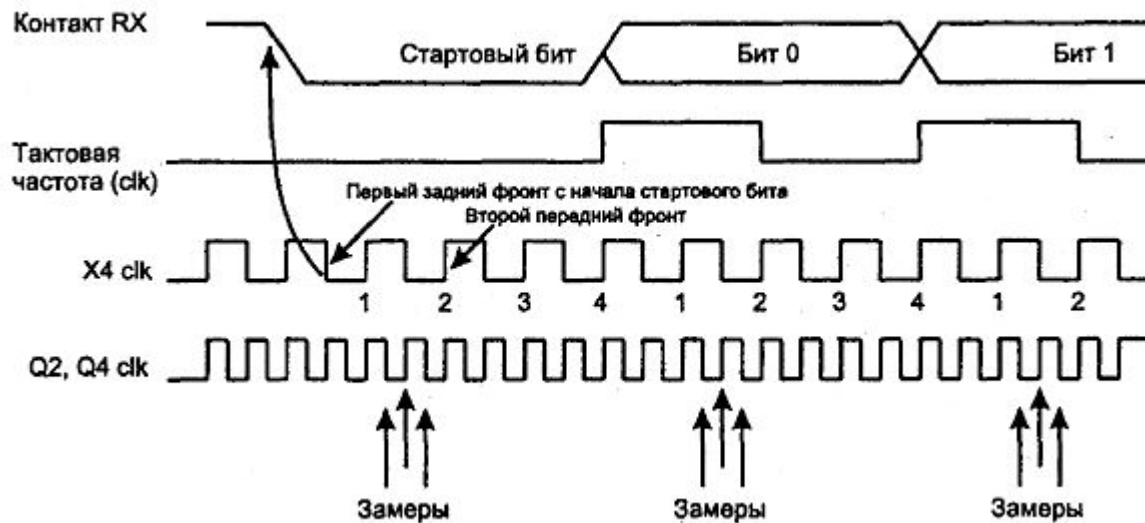 Контакт RX
Стартовый бит
Бит 0
Бит 1
Тактовая
частота (clk)
Первый задний фронт с начала стартового бита
Второй передний фронт
X4 clk
1 2 3 4 1 2 3 4 1 2
Q2, Q4 clk
Замеры Замеры Замеры